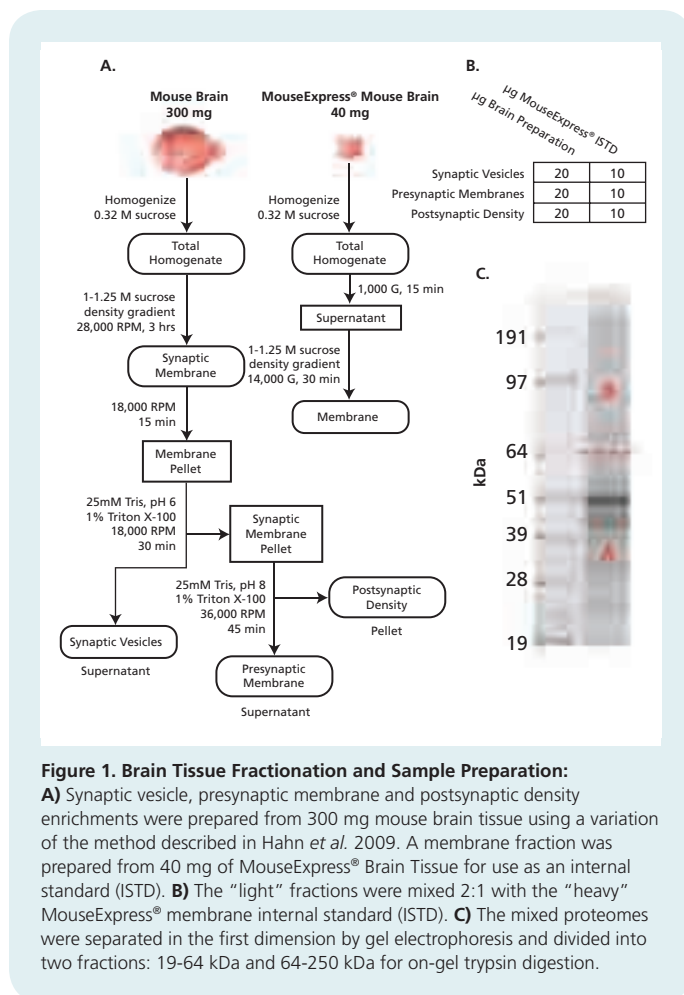 A.
Mouse Brain
300 mg
MouseExpress® Mouse Brain
40 mg
Homogenize
0.32 M sucrose
Homogenize
0.32 M sucrose
Total
Homogenate
Total
Homogenate
1,000 G, 15 min
1-1.25 M sucrose
density gradient
28,000 RPM, 3 hrs
Supernatant
Synaptic
Membrane
1-1.25 M sucrose
density gradient
14,000 G, 30 min
18,000 RPM
15 min
Membrane
Membrane
Pellet
25mM Tris, pH 6
1% Triton X-100
18,000 RPM
30 min
Synaptic
Membrane
Pellet
25mM Tris, pH 8
1% Triton X-100
36,000 RPM
45 min
Postsynaptic
Density
Pellet
Synaptic Vesicles
Supernatant
Presynaptic
Membrane
Supernatant
B.
µg Brain Preparation
µg MouseExpress® ISTD
Synaptic Vesicles 20 10
Presynaptic Membranes 20 10
Postsynaptic Density 20 10
C.
kDa
191
97
64
51
39
28
19
B
A
Figure 1. Brain Tissue Fractionation and Sample Preparation:
A) Synaptic vesicle, presynaptic membrane and postsynaptic density
enrichments were prepared from 300 mg mouse brain tissue using a variation
of the method described in Hahn et al. 2009. A membrane fraction was
prepared from 40 mg of MouseExpress® Brain Tissue for use as an internal
standard (ISTD). B) The “light” fractions were mixed 2:1 with the “heavy”
MouseExpress® membrane internal standard (ISTD). C) The mixed proteomes
were separated in the first dimension by gel electrophoresis and divided into
two fractions: 19-64 kDa and 64-250 kDa for on-gel trypsin digestion.